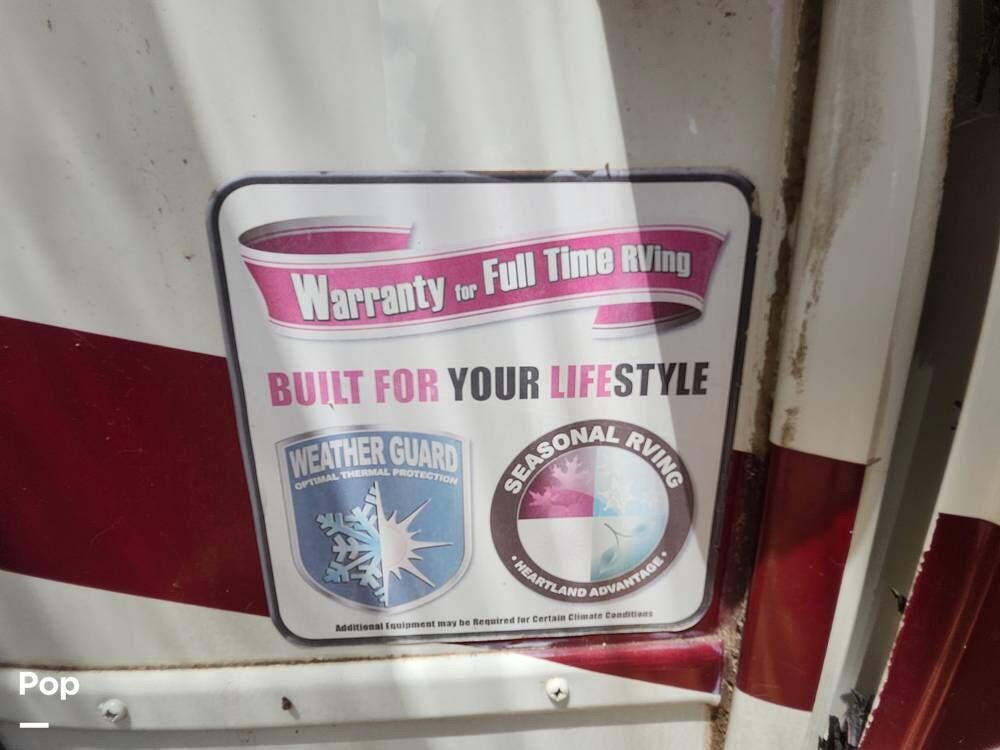 Warranty for Full Time RVing
BUILT FOR YOUR LIFESTYLE
WEATHER GUARD
OPTIMAL THERMAL PROTECTION
SEASONAL RVING
• HEARTLAND ADVANTAGE •
Additional Equipment may be Required for Certain Climate Conditions
Pop